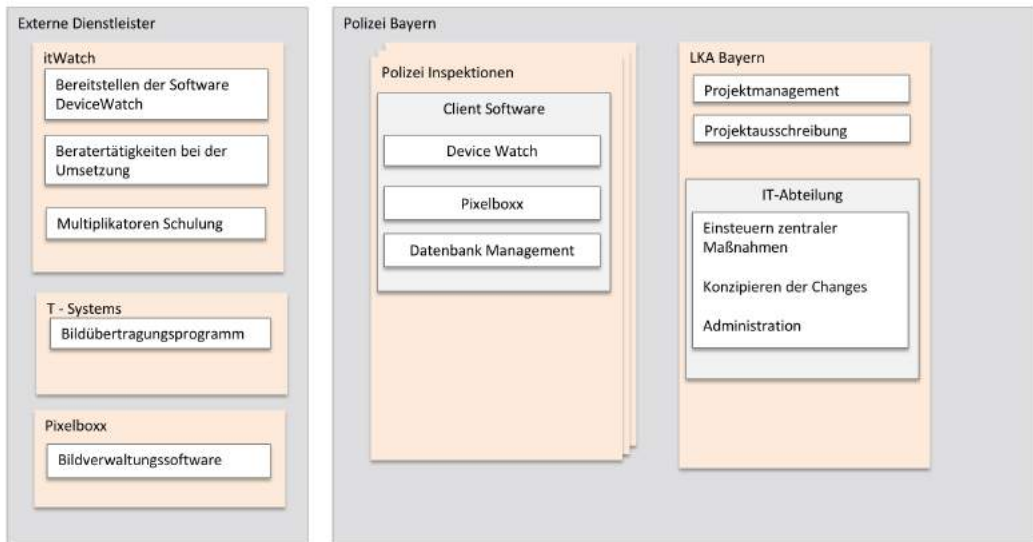 Externe Dienstleister
itWatch
Bereitstellen der Software
DeviceWatch
Beratertätigkeiten bei der
Umsetzung
Multiplikatoren Schulung
T - Systems
Bildübertragungsprogramm
Pixelboxx
Bildverwaltungssoftware
Polizei Bayern
Polizei Inspektionen
Client Software
Device Watch
Pixelboxx
Datenbank Management
LKA Bayern
Projektmanagement
Projektausschreibung
IT-Abteilung
Einsteuern zentraler
Maßnahmen
Konzipieren der Changes
Administration